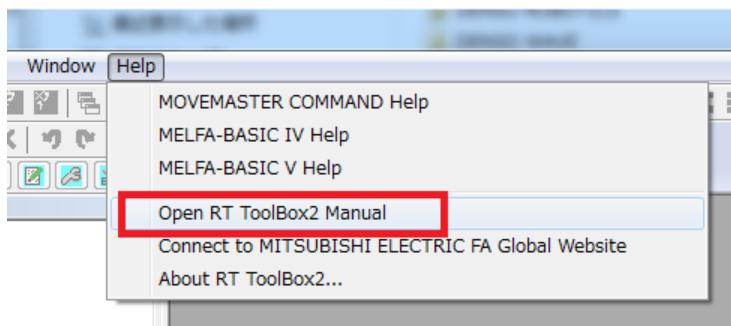 Window Help
MOVEMASTER COMMAND Help
MELFA-BASIC IV Help
MELFA-BASIC V Help
Open RT ToolBox2 Manual
Connect to MITSUBISHI ELECTRIC FA Global Website
About RT ToolBox2...